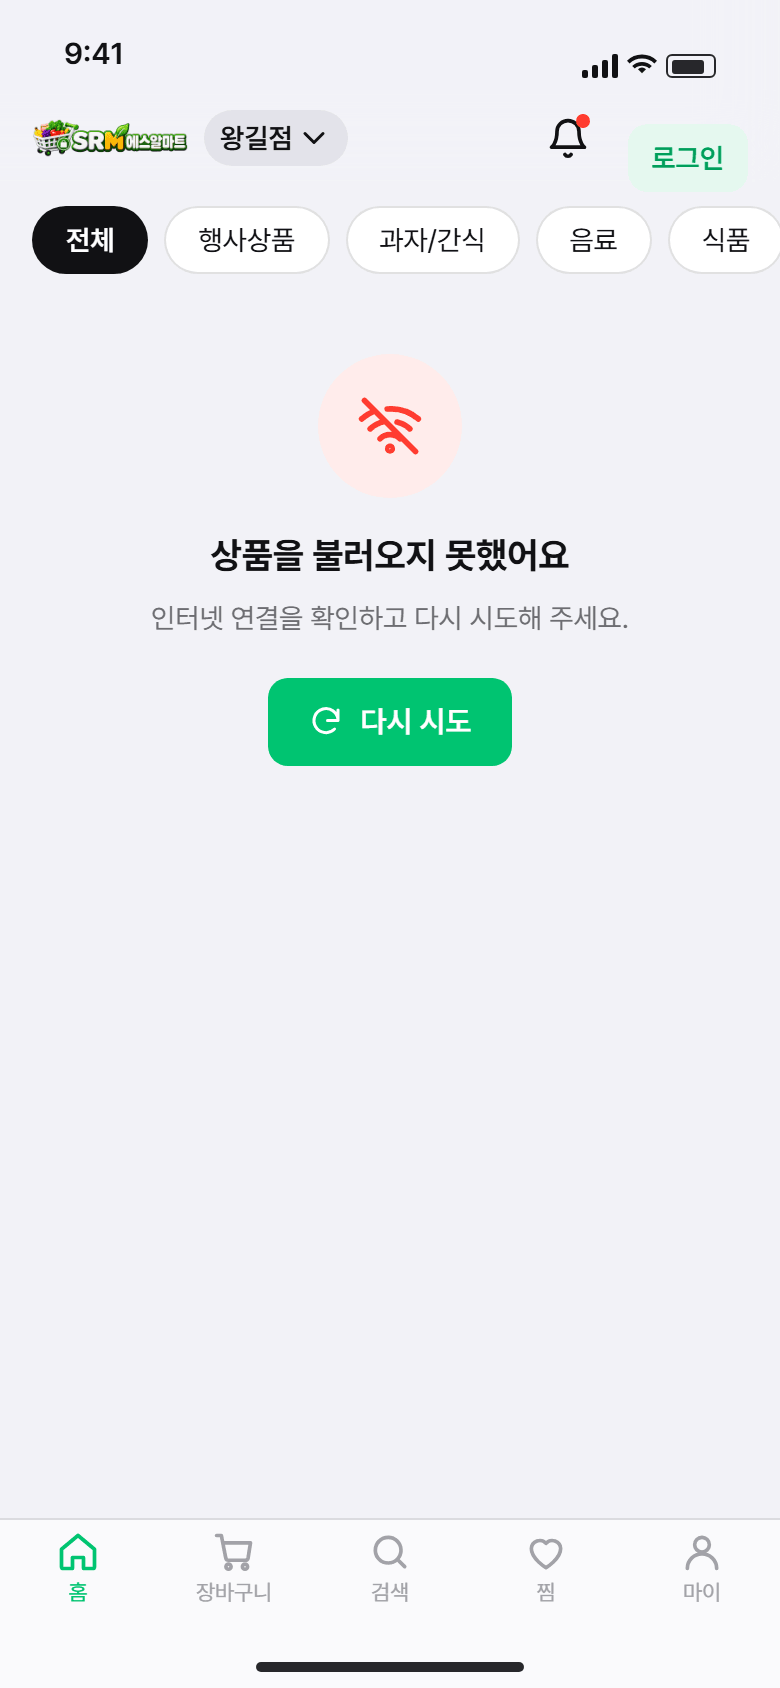 9:41
SRM에스알마트 왕길점
로그인
전체 행사상품 과자/간식 음료 식품
상품을 불러오지 못했어요
인터넷 연결을 확인하고 다시 시도해 주세요.
다시 시도
홈 장바구니 검색 찜 마이